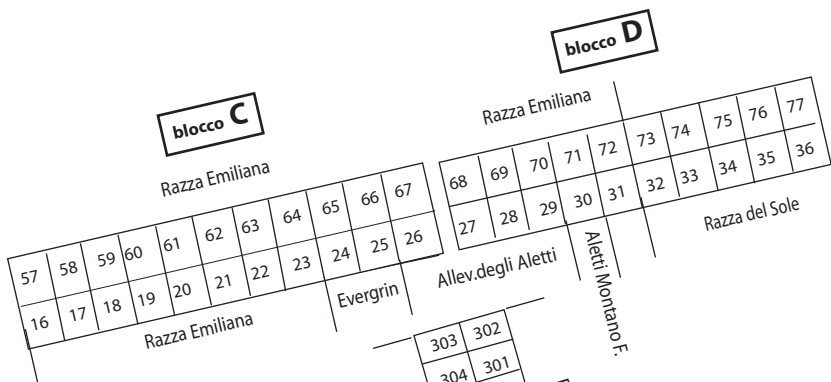 blocco D
Razza Emiliana
blocco C
Razza Emiliana
68 69 70 71 72 73 74 75 76 77
27 28 29 30 31 32 33 34 35 36
57 58 59 60 61 62 63 64 65 66 67
16 17 18 19 20 21 22 23 24 25 26
Razza del Sole
Allev.degli Aletti
Aletti Montano F.
Evergrin
Razza Emiliana
303 302
304 301